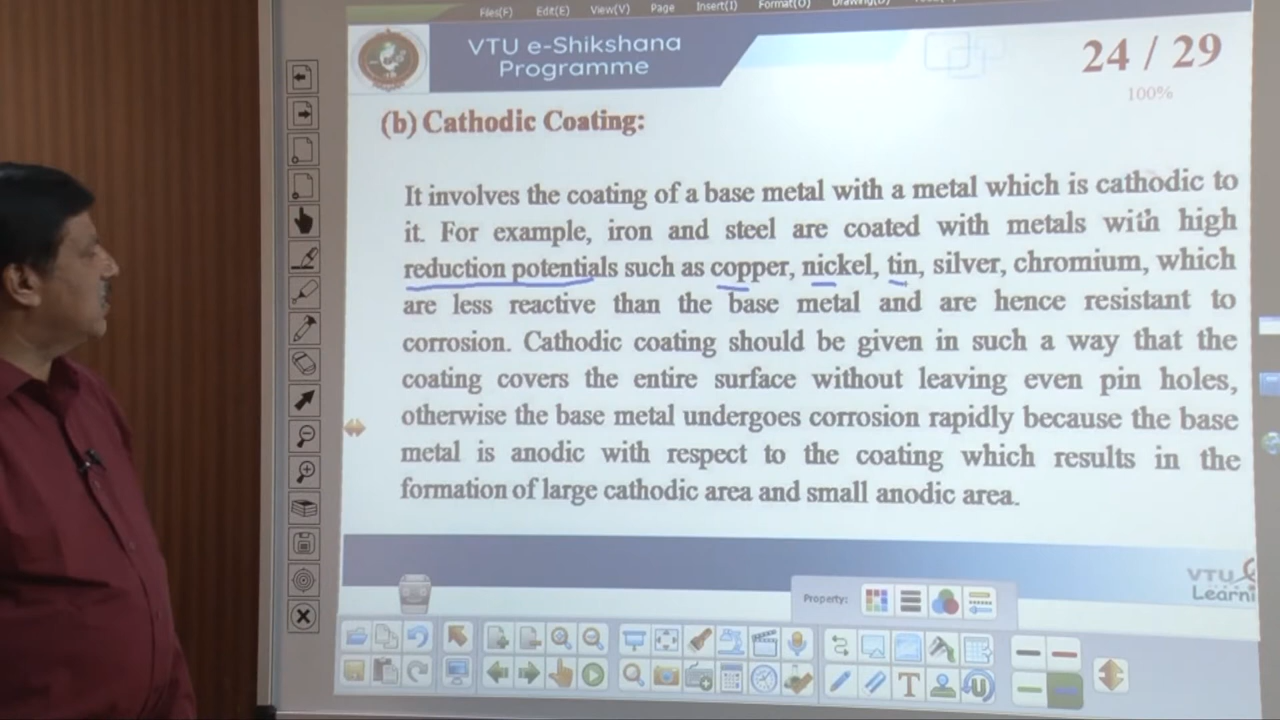 Files(F) Edit(E) View(V) Page Insert(I) Format(O)
VTU e-Shikshana
Programme
24 / 29
100%
(b) Cathodic Coating:
It involves the coating of a base metal with a metal which is cathodic to
it. For example, iron and steel are coated with metals with high
reduction potentials such as copper, nickel, tin, silver, chromium, which
are less reactive than the base metal and are hence resistant to
corrosion. Cathodic coating should be given in such a way that the
coating covers the entire surface without leaving even pin holes,
otherwise the base metal undergoes corrosion rapidly because the base
metal is anodic with respect to the coating which results in the
formation of large cathodic area and small anodic area.
VTU
Learni
Property: